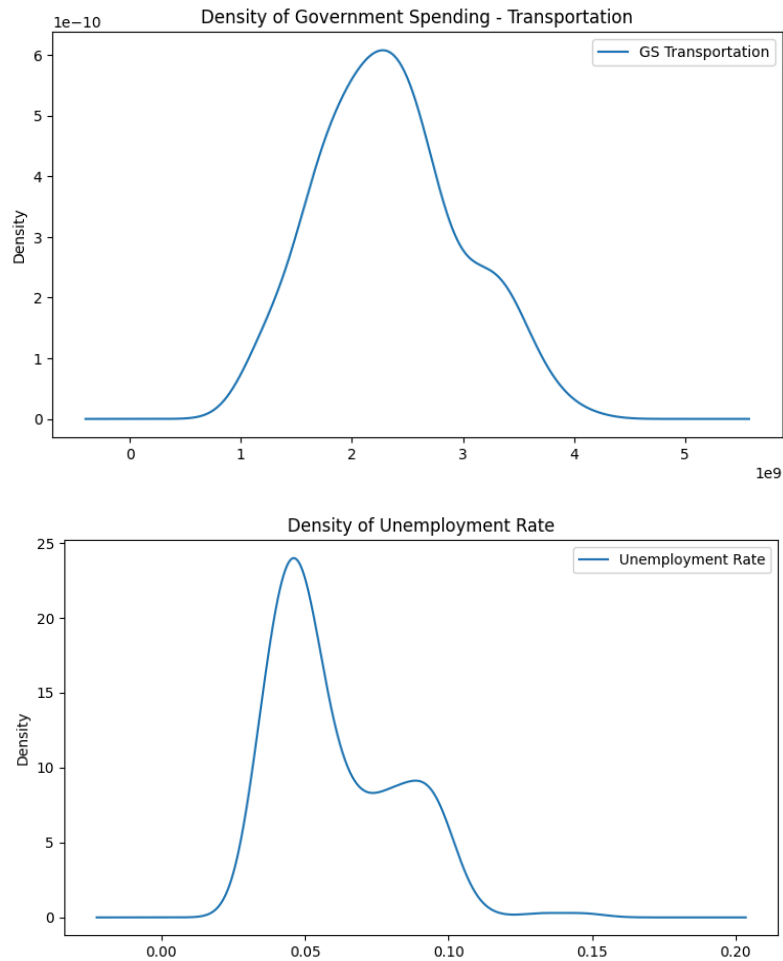 Density of Government Spending - Transportation
1e−10
GS Transportation
6
5
4
3
2
1
0
Density
0 1 2 3 4 5
1e9
Density of Unemployment Rate
Unemployment Rate
25
20
15
10
5
0
Density
0.00 0.05 0.10 0.15 0.20